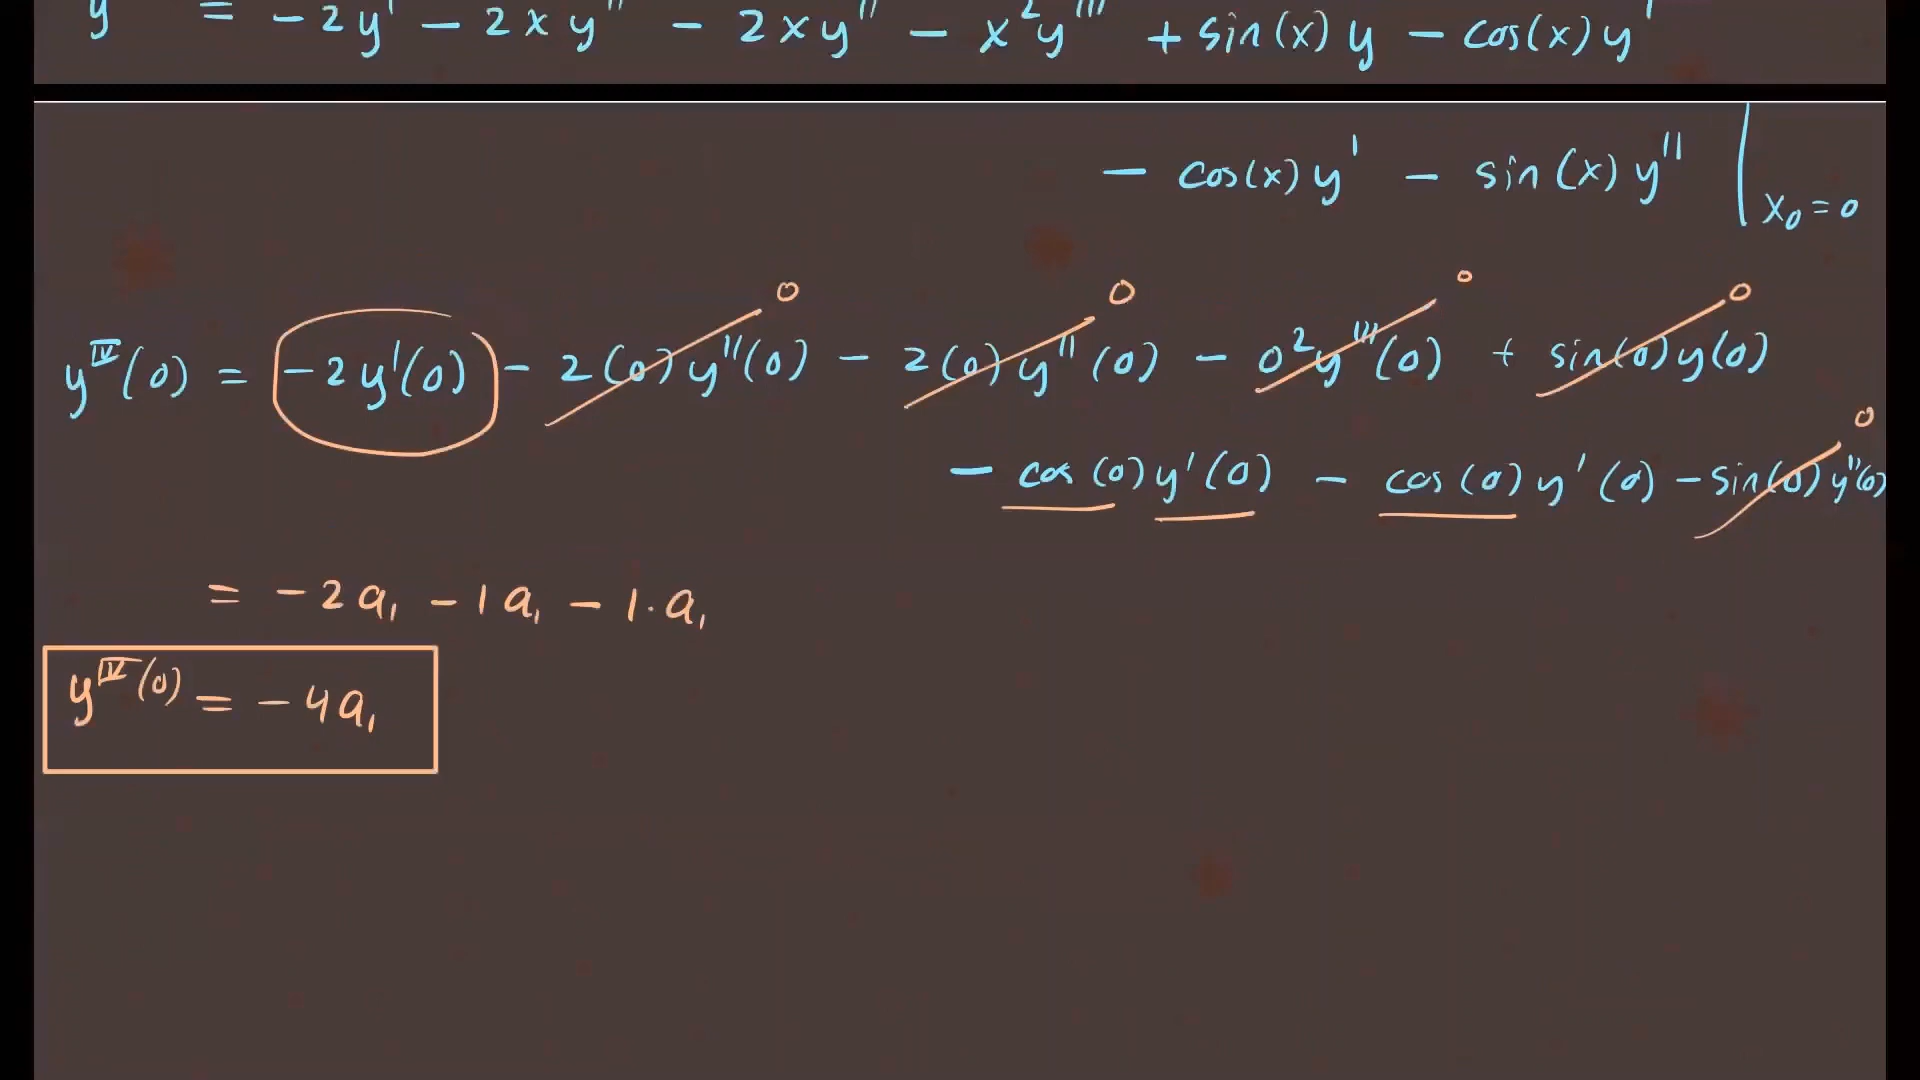 y = -2y' - 2xy'' - 2xy'' - x²y''' + sin(x)y - cos(x)y'
- cos(x)y' - sin(x)y'' | x₀=0
0 0 0 0
y^IV(0) = -2y'(0) - 2(0)y''(0) - 2(0)y''(0) - 0²y'''(0) + sin(0)y(0)
0
- cos(0)y'(0) - cos(0)y'(0) - sin(0)y''(0)
= -2a₁ - 1a₁ - 1·a₁
y^IV(0) = -4a₁